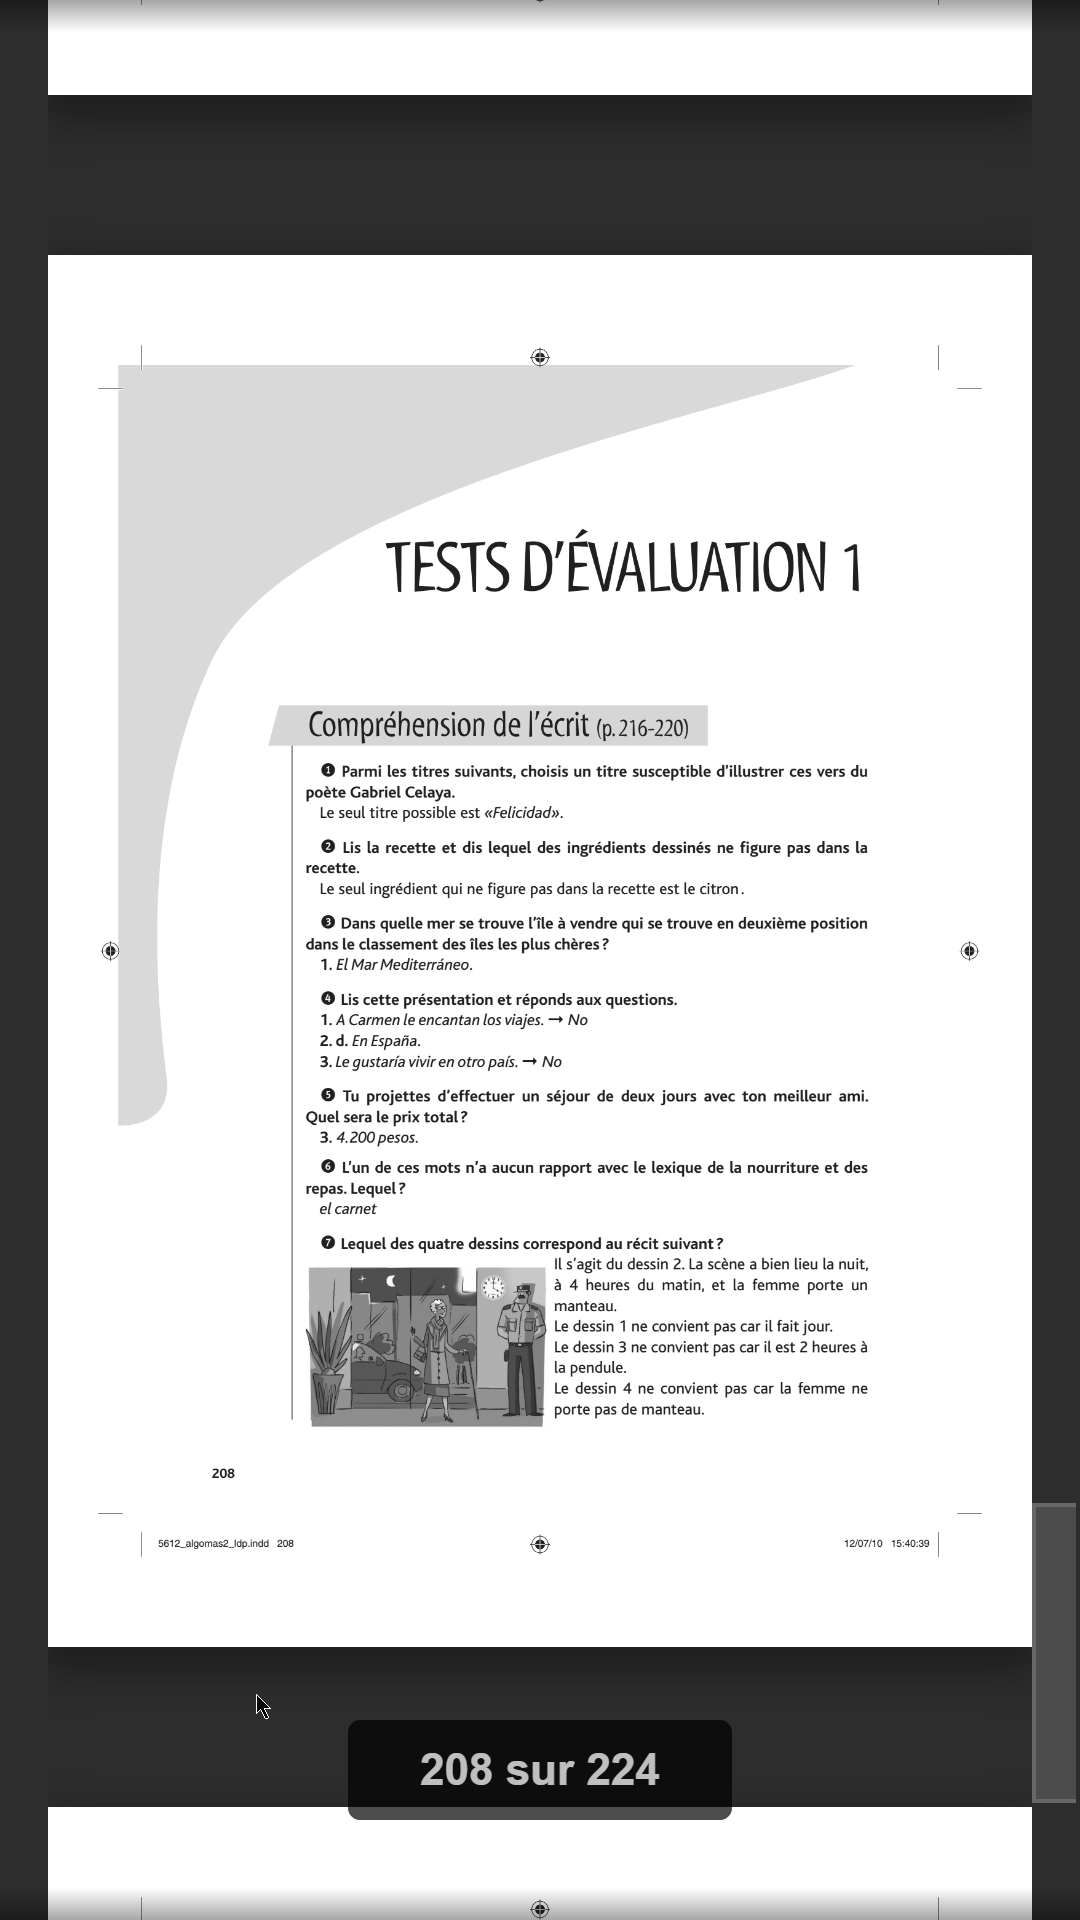 TESTS D’ÉVALUATION 1
Compréhension de l’écrit (p. 216-220)
❶ Parmi les titres suivants, choisis un titre susceptible d’illustrer ces vers du
poète Gabriel Celaya.
Le seul titre possible est «Felicidad».
❷ Lis la recette et dis lequel des ingrédients dessinés ne figure pas dans la
recette.
Le seul ingrédient qui ne figure pas dans la recette est le citron.
❸ Dans quelle mer se trouve l’île à vendre qui se trouve en deuxième position
dans le classement des îles les plus chères ?
1. El Mar Mediterráneo.
❹ Lis cette présentation et réponds aux questions.
1. A Carmen le encantan los viajes. → No
2. d. En España.
3. Le gustaría vivir en otro país. → No
❺ Tu projettes d’effectuer un séjour de deux jours avec ton meilleur ami.
Quel sera le prix total ?
3. 4.200 pesos.
❻ L’un de ces mots n’a aucun rapport avec le lexique de la nourriture et des
repas. Lequel ?
el carnet
❼ Lequel des quatre dessins correspond au récit suivant ?
Il s’agit du dessin 2. La scène a bien lieu la nuit,
à 4 heures du matin, et la femme porte un
manteau.
Le dessin 1 ne convient pas car il fait jour.
Le dessin 3 ne convient pas car il est 2 heures à
la pendule.
Le dessin 4 ne convient pas car la femme ne
porte pas de manteau.
208
5612_algomas2_ldp.indd 208
12/07/10 15:40:39
208 sur 224